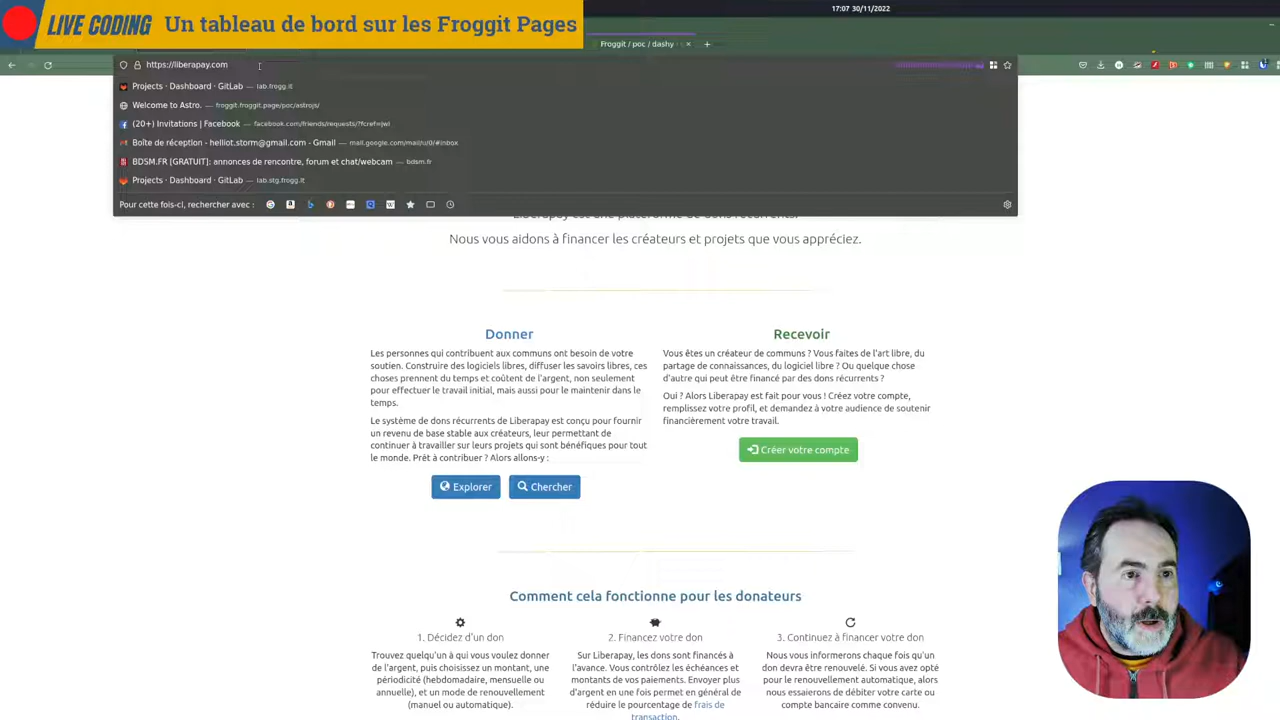 17:07 30/11/2022
LIVE CODING Un tableau de bord sur les Froggit Pages
Froggit / poc / dashy
https://liberapay.com
Projects · Dashboard · GitLab — lab.frogg.it
Welcome to Astro. — froggit.froggit.page/poc/astrojs/
(20+) Invitations | Facebook — facebook.com/friends/requests/?fcref=jwl
Boîte de réception - helliot.storm@gmail.com - Gmail — mail.google.com/mail/u/0/#inbox
BDSM.FR [GRATUIT]: annonces de rencontre, forum et chat/webcam — bdsm.fr
Projects · Dashboard · GitLab — lab.stg.frogg.it
Pour cette fois-ci, rechercher avec :
Liberapay est une plateforme de dons récurrents.
Nous vous aidons à financer les créateurs et projets que vous appréciez.
Donner
Les personnes qui contribuent aux communs ont besoin de votre
soutien. Construire des logiciels libres, diffuser les savoirs libres, ces
choses prennent du temps et coûtent de l'argent, non seulement
pour effectuer le travail initial, mais aussi pour le maintenir dans le
temps.
Le système de dons récurrents de Liberapay est conçu pour fournir
un revenu de base stable aux créateurs, leur permettant de
continuer à travailler sur leurs projets qui sont bénéfiques pour tout
le monde. Prêt à contribuer ? Alors allons-y :
Explorer
Chercher
Recevoir
Vous êtes un créateur de communs ? Vous faites de l'art libre, du
partage de connaissances, du logiciel libre ? Ou quelque chose
d'autre qui peut être financé par des dons récurrents ?
Oui ? Alors Liberapay est fait pour vous ! Créez votre compte,
remplissez votre profil, et demandez à votre audience de soutenir
financièrement votre travail.
Créer votre compte
Comment cela fonctionne pour les donateurs
1. Décidez d'un don
Trouvez quelqu'un à qui vous voulez donner
de l'argent, puis choisissez un montant, une
périodicité (hebdomadaire, mensuelle ou
annuelle), et un mode de renouvellement
(manuel ou automatique).
2. Financez votre don
Sur Liberapay, les dons sont financés à
l'avance. Vous contrôlez les échéances et
montants de vos paiements. Envoyer plus
d'argent en une fois permet en général de
réduire le pourcentage de frais de
transaction.
3. Continuez à financer votre don
Nous vous informerons chaque fois qu'un
don devra être renouvelé. Si vous avez opté
pour le renouvellement automatique, alors
nous essaierons de débiter votre carte ou
compte bancaire comme convenu.